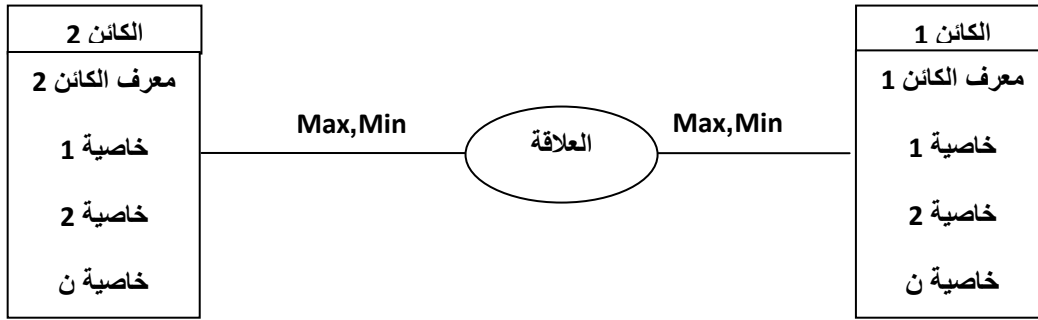 الكائن 1
معرف الكائن 1
خاصية 1
خاصية 2
خاصية ن
Max,Min
العلاقة
Max,Min
الكائن 2
معرف الكائن 2
خاصية 1
خاصية 2
خاصية ن